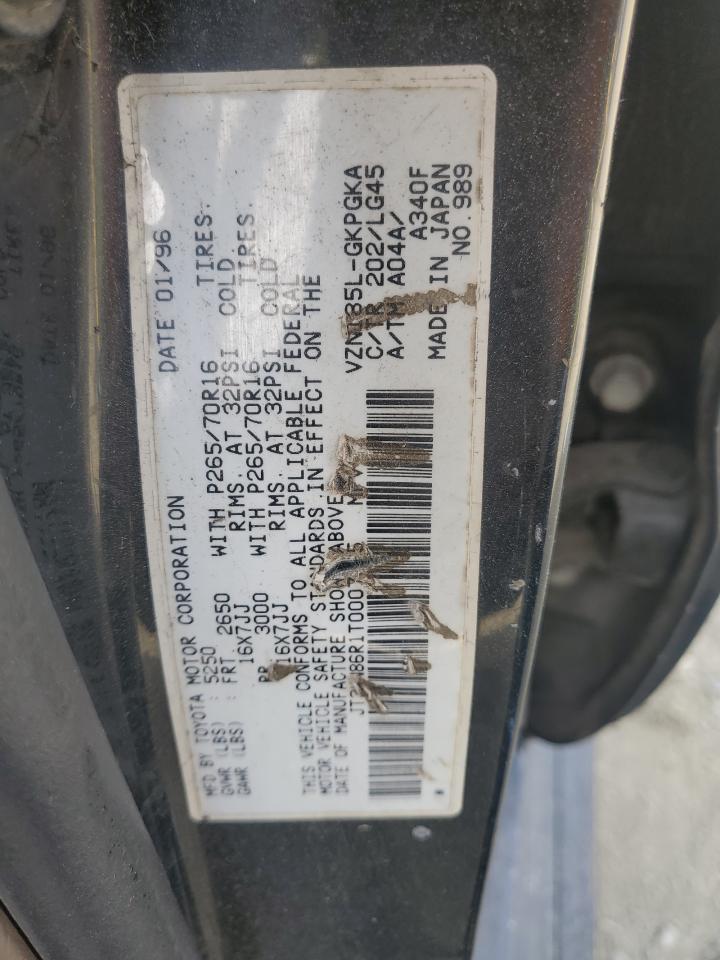 MFD BY TOYOTA MOTOR CORPORATION DATE 01/96
GVWR (LBS) : 5250
GAWR (LBS) : FRT 2650 WITH P265/70R16 TIRES.
16X7JJ RIMS. AT 32PSI COLD
RR 3000 WITH P265/70R16 TIRES.
16X7JJ RIMS. AT 32PSI COLD
THIS VEHICLE CONFORMS TO ALL APPLICABLE FEDERAL
MOTOR VEHICLE SAFETY STANDARDS IN EFFECT ON THE
DATE OF MANUFACTURE SHOWN ABOVE.
VZN185L-GKPGKA
C/TR 202/LG45
A/TM A04A/
A340F
MADE IN JAPAN
NO.989